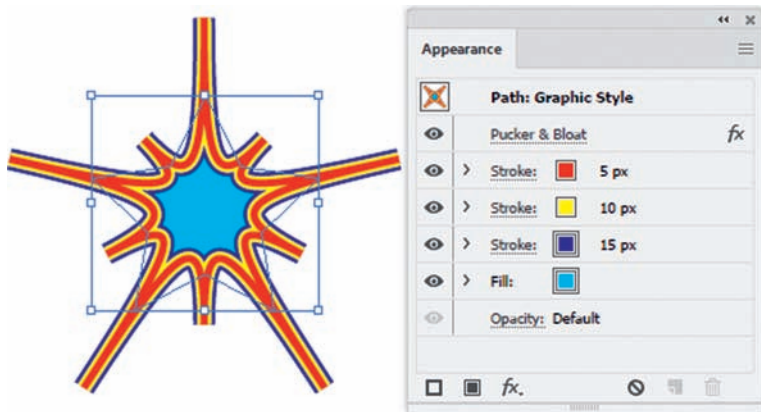 Appearance
Path: Graphic Style
Pucker & Bloat fx
Stroke: 5 px
Stroke: 10 px
Stroke: 15 px
Fill:
Opacity: Default
fx.